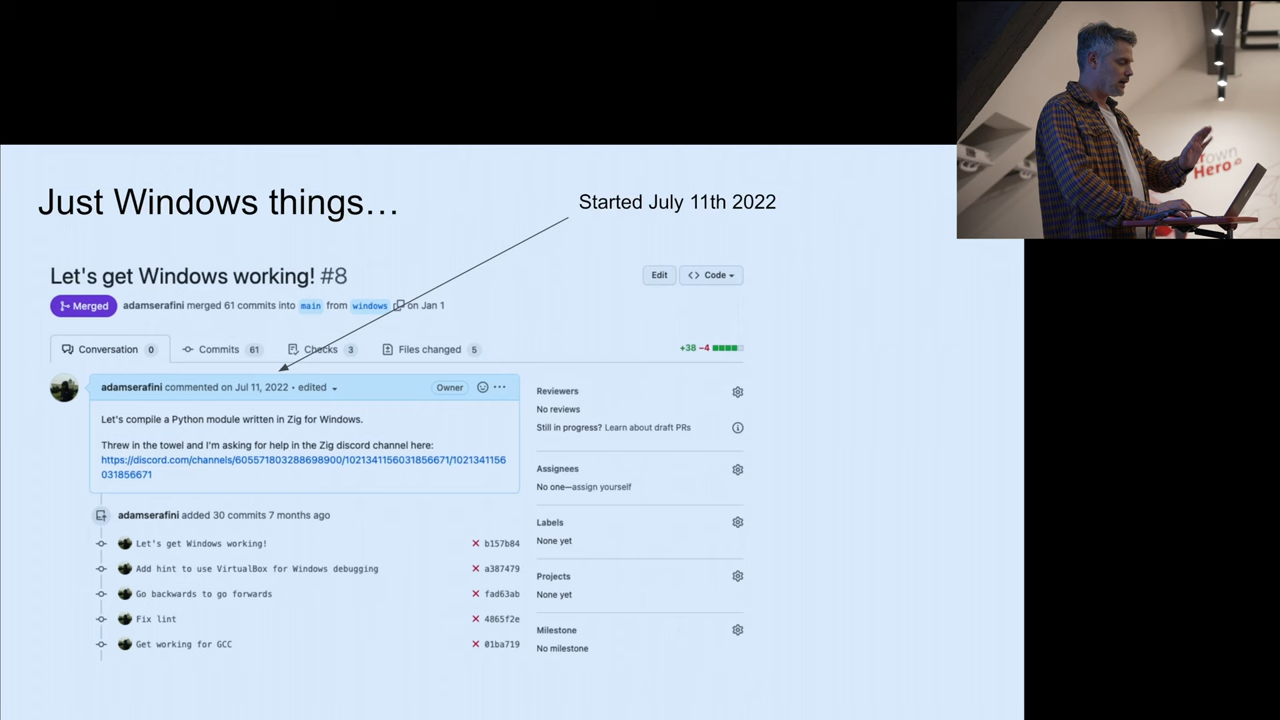 Just Windows things…
Started July 11th 2022
Let's get Windows working! #8
Edit
<> Code
Merged
adamserafini merged 61 commits into main from windows on Jan 1
Conversation 0
Commits 61
Checks 3
Files changed 5
+38 −4
adamserafini commented on Jul 11, 2022 • edited
Owner
Let's compile a Python module written in Zig for Windows.
Threw in the towel and I'm asking for help in the Zig discord channel here:
https://discord.com/channels/605571803288698900/1021341156031856671/1021341156
031856671
adamserafini added 30 commits 7 months ago
Let's get Windows working!
b157b84
Add hint to use VirtualBox for Windows debugging
a387479
Go backwards to go forwards
fad63ab
Fix lint
4865f2e
Get working for GCC
01ba719
Reviewers
No reviews
Still in progress? Learn about draft PRs
Assignees
No one—assign yourself
Labels
None yet
Projects
None yet
Milestone
No milestone
own
Hero